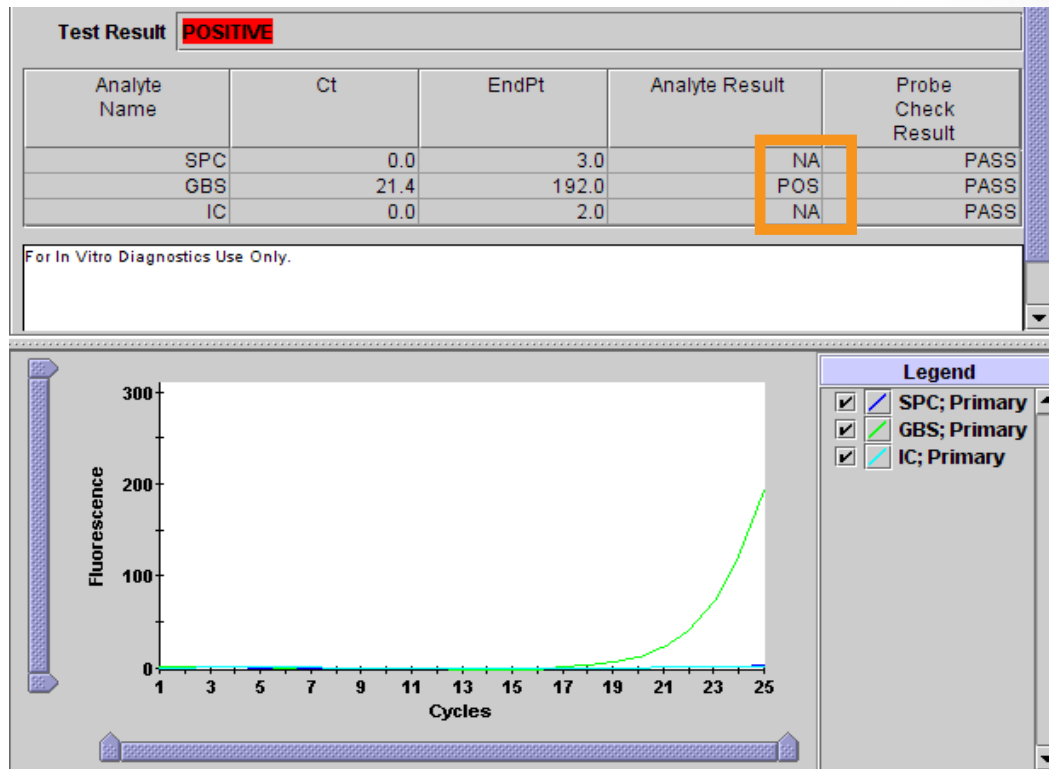 Test Result POSITIVE
Analyte Name Ct EndPt Analyte Result Probe Check Result
SPC 0.0 3.0 NA PASS
GBS 21.4 192.0 POS PASS
IC 0.0 2.0 NA PASS
For In Vitro Diagnostics Use Only.
Legend
SPC; Primary
GBS; Primary
IC; Primary
Fluorescence
300
200
100
0
1 3 5 7 9 11 13 15 17 19 21 23 25
Cycles